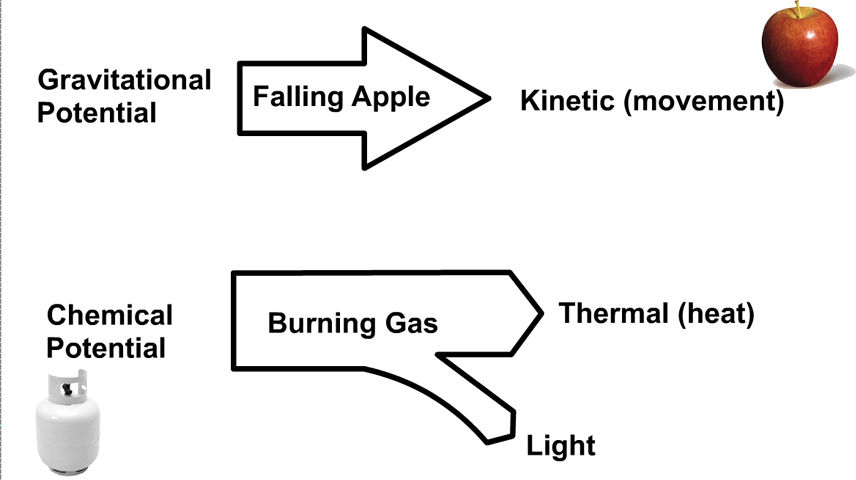 Gravitational
Potential
Falling Apple
Kinetic (movement)
Chemical
Potential
Burning Gas
Thermal (heat)
Light